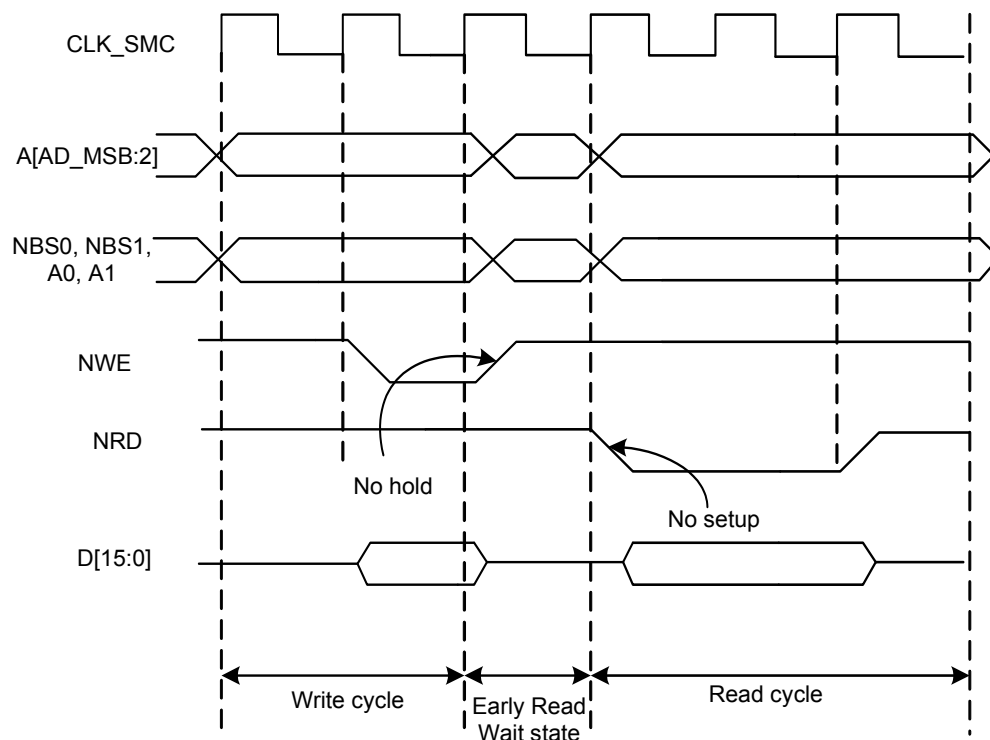 CLK_SMC
A[AD_MSB:2]
NBS0, NBS1,
A0, A1
NWE
NRD
No hold
No setup
D[15:0]
Write cycle
Early Read
Wait state
Read cycle